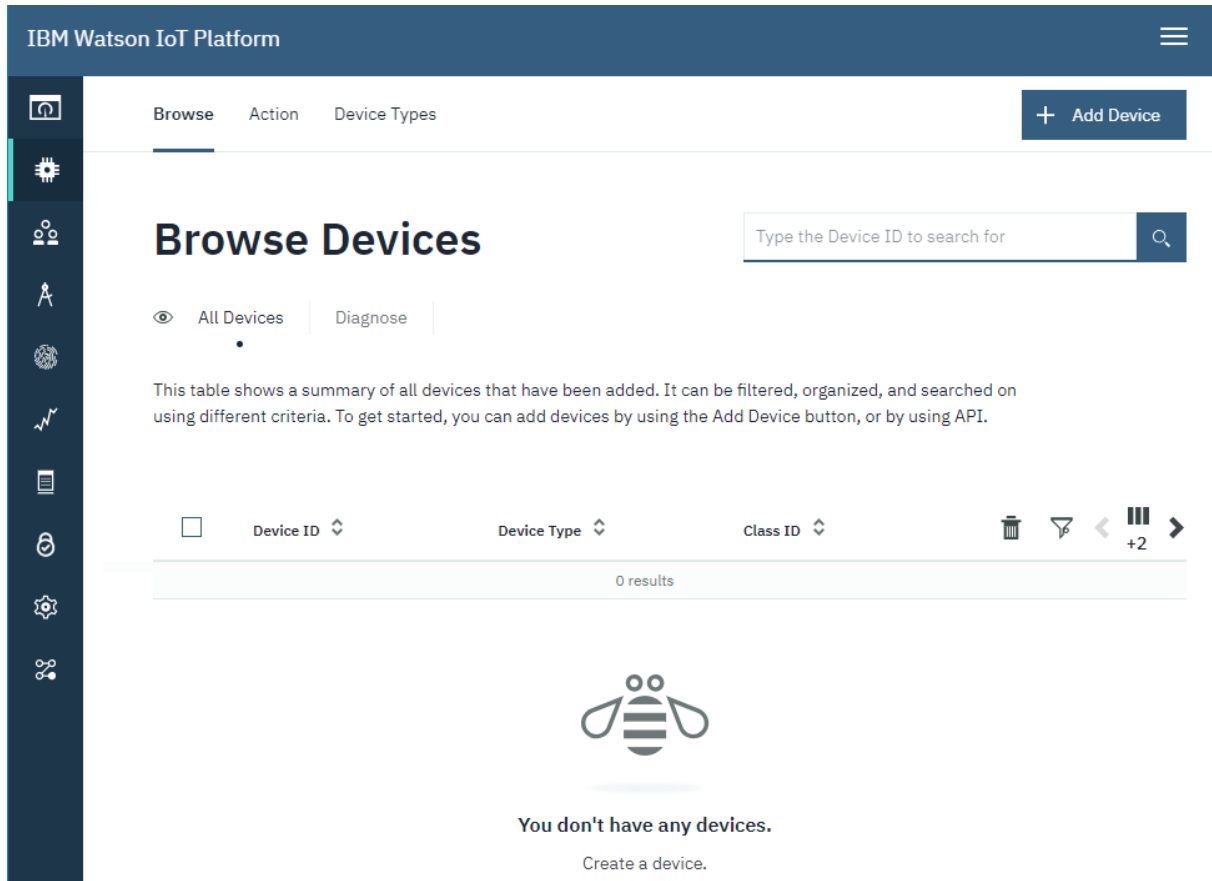 IBM Watson IoT Platform
Browse Action Device Types + Add Device
Browse Devices
Type the Device ID to search for
All Devices Diagnose
This table shows a summary of all devices that have been added. It can be filtered, organized, and searched on
using different criteria. To get started, you can add devices by using the Add Device button, or by using API.
Device ID Device Type Class ID
+2
0 results
You don't have any devices.
Create a device.